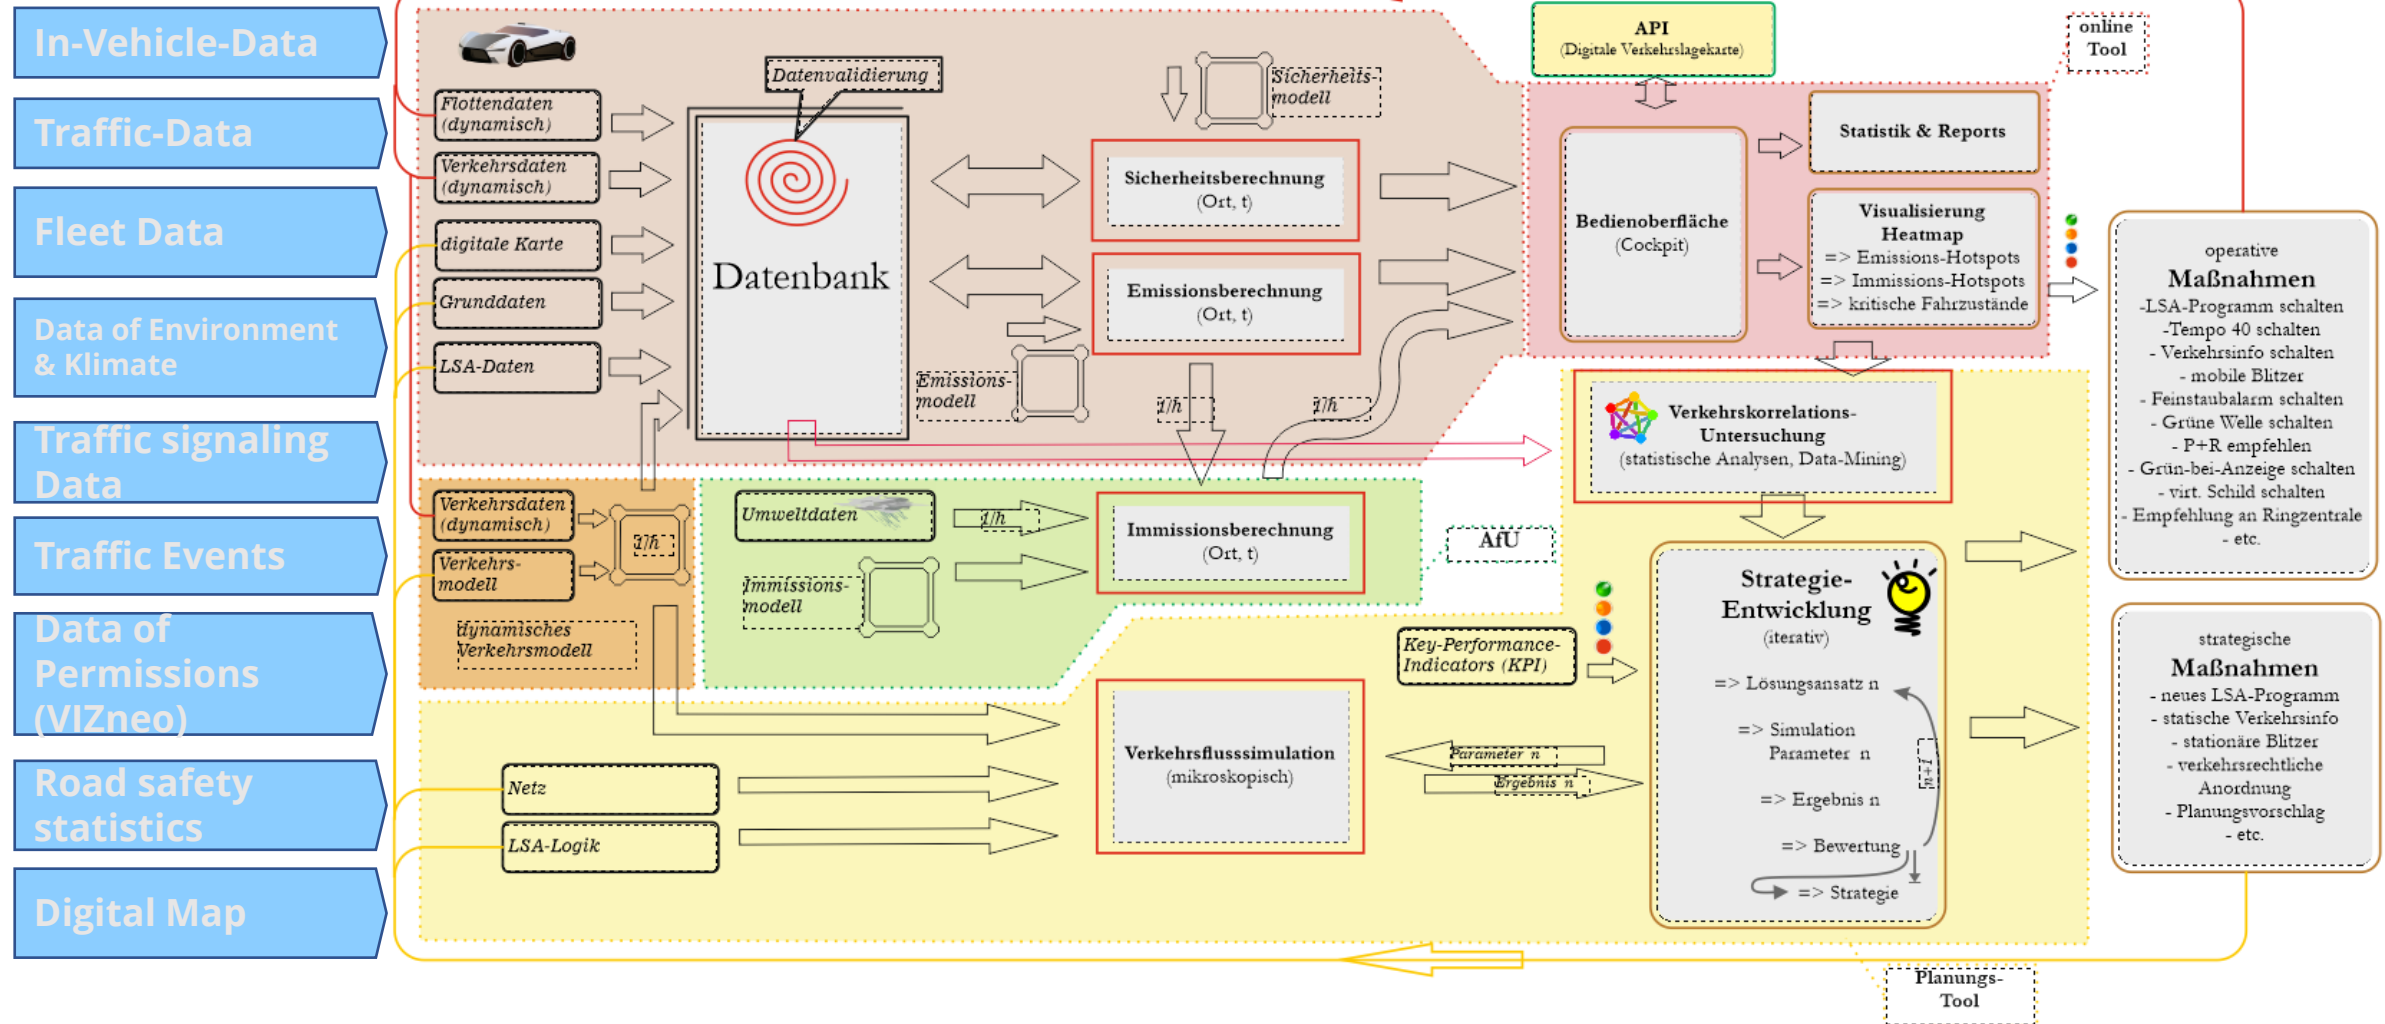 In-Vehicle-Data
Traffic-Data
Fleet Data
Data of Environment
& Klimate
Traffic signaling
Data
Traffic Events
Data of
Permissions
(VIZneo)
Road safety
statistics
Digital Map
Flottendaten
(dynamisch)
Verkehrsdaten
(dynamisch)
digitale Karte
Grunddaten
LSA-Daten
Datenvalidierung
Datenbank
Sicherheits-
modell
Sicherheitsberechnung
(Ort, t)
Emissionsberechnung
(Ort, t)
Emissions-
modell
1/h
1/h
API
(Digitale Verkehrslagekarte)
online
Tool
Bedienoberfläche
(Cockpit)
Statistik & Reports
Visualisierung
Heatmap
=> Emissions-Hotspots
=> Immissions-Hotspots
=> kritische Fahrzustände
Verkehrskorrelations-
Untersuchung
(statistische Analysen, Data-Mining)
Verkehrsdaten
(dynamisch)
Verkehrs-
modell
1/h
dynamisches
Verkehrsmodell
Umweltdaten
1/h
Immissions-
modell
Immissionsberechnung
(Ort, t)
AfU
Key-Performance-
Indicators (KPI)
Netz
LSA-Logik
Verkehrsflusssimulation
(mikroskopisch)
Parameter n
Ergebnis n
Strategie-
Entwicklung
(iterativ)
=> Lösungsansatz n
=> Simulation
Parameter n
=> Ergebnis n
=> Bewertung
=> Strategie
n+1
operative
Maßnahmen
-LSA-Programm schalten
-Tempo 40 schalten
- Verkehrsinfo schalten
- mobile Blitzer
- Feinstaubalarm schalten
- Grüne Welle schalten
- P+R empfehlen
- Grün-bei-Anzeige schalten
- virt. Schild schalten
- Empfehlung an Ringzentrale
- etc.
strategische
Maßnahmen
- neues LSA-Programm
- statische Verkehrsinfo
- stationäre Blitzer
- verkehrsrechtliche
Anordnung
- Planungsvorschlag
- etc.
Planungs-
Tool